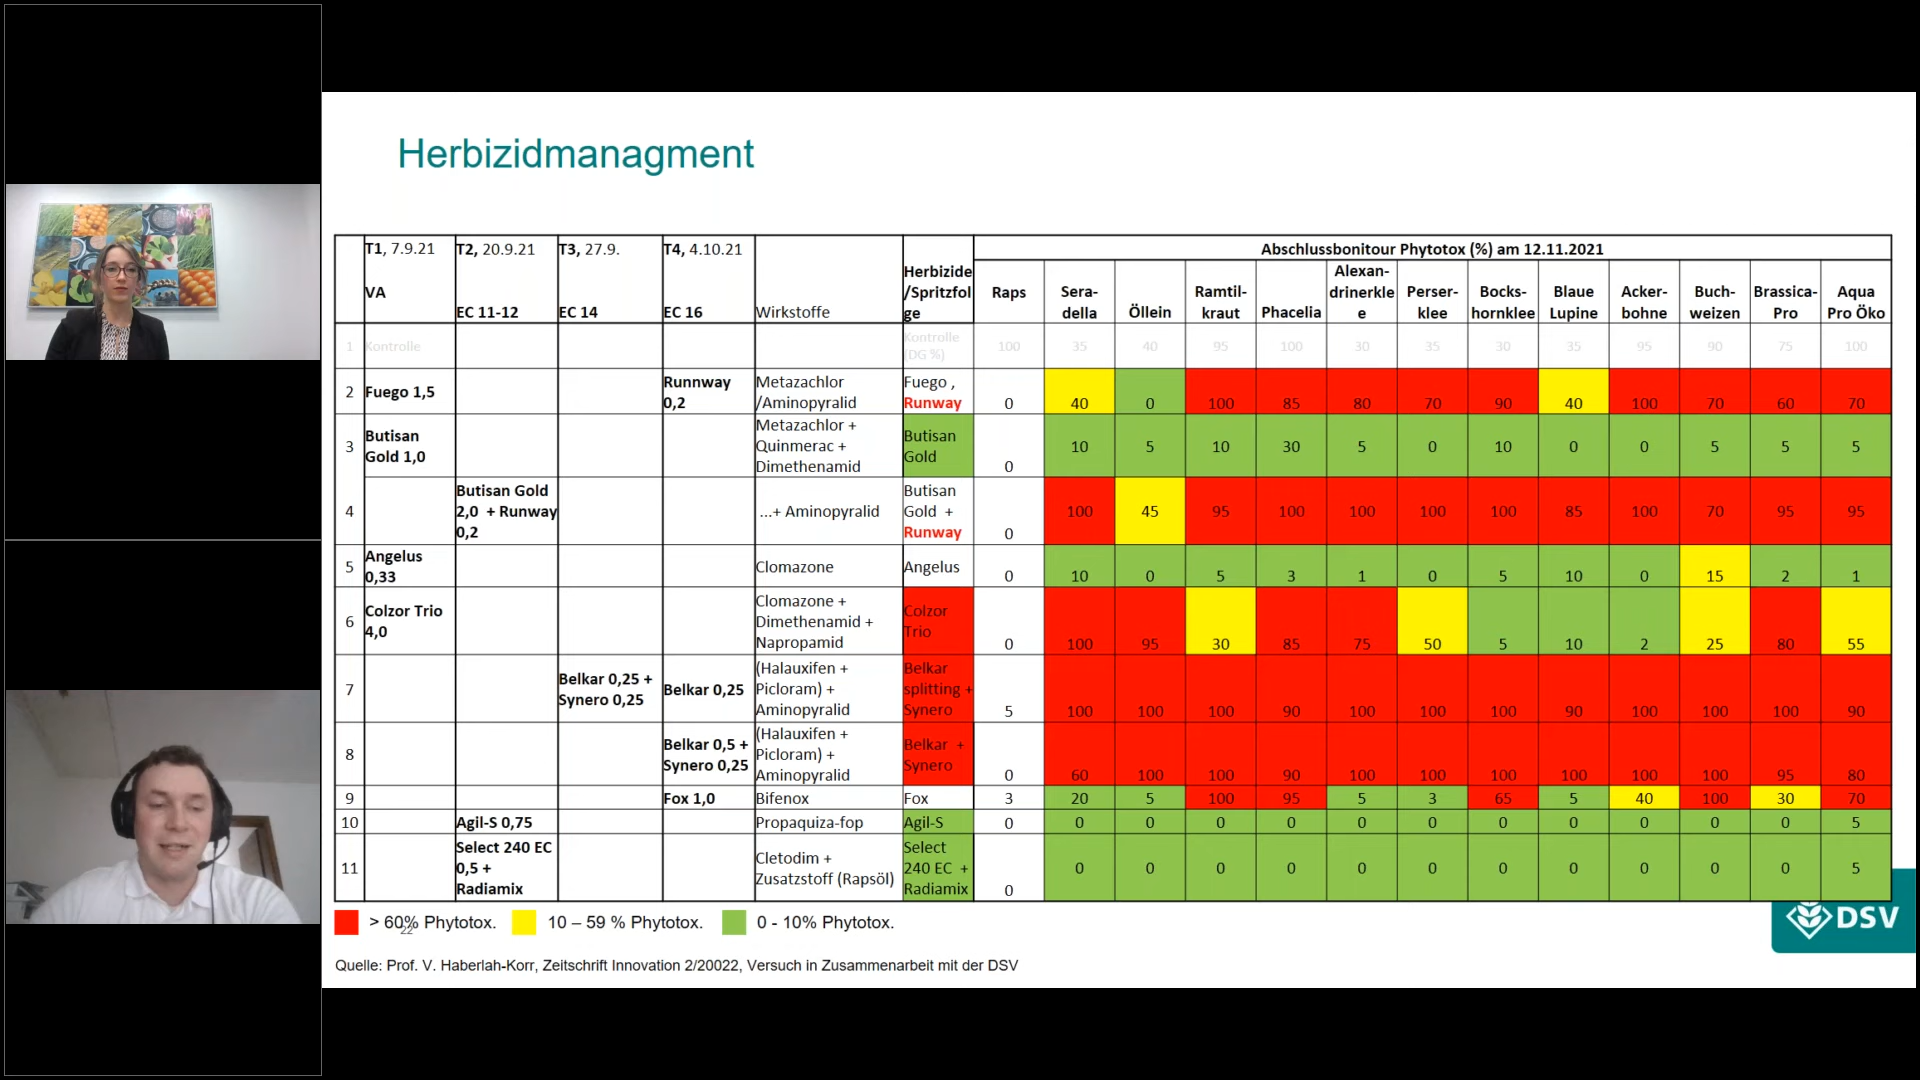 Herbizidmanagment
T1, 7.9.21 T2, 20.9.21 T3, 27.9. T4, 4.10.21 Abschlussbonitour Phytotox (%) am 12.11.2021
VA EC 11-12 EC 14 EC 16 Wirkstoffe Herbizide /Spritzfol ge Raps Sera- della Öllein Ramtil- kraut Phacelia Alexan- drinerkle e Perser- klee Bocks- hornklee Blaue Lupine Acker- bohne Buch- weizen Brassica- Pro Aqua Pro Öko
1 Kontrolle Kontrolle (DG %) 100 35 40 95 100 30 35 30 35 95 90 75 100
2 Fuego 1,5 Runnway 0,2 Metazachlor /Aminopyralid Fuego , Runway 0 40 0 100 85 80 70 90 40 100 70 60 70
3 Butisan Gold 1,0 Metazachlor + Quinmerac + Dimethenamid Butisan Gold 0 10 5 10 30 5 0 10 0 0 5 5 5
4 Butisan Gold 2,0 + Runway 0,2 ...+ Aminopyralid Butisan Gold + Runway 0 100 45 95 100 100 100 100 85 100 70 95 95
5 Angelus 0,33 Clomazone Angelus 0 10 0 5 3 1 0 5 10 0 15 2 1
6 Colzor Trio 4,0 Clomazone + Dimethenamid + Napropamid Colzor Trio 0 100 95 30 85 75 50 5 10 2 25 80 55
7 Belkar 0,25 + Synero 0,25 Belkar 0,25 (Halauxifen + Picloram) + Aminopyralid Belkar splitting + Synero 5 100 100 100 90 100 100 100 90 100 100 100 90
8 Belkar 0,5 + Synero 0,25 (Halauxifen + Picloram) + Aminopyralid Belkar + Synero 0 60 100 100 90 100 100 100 100 100 100 95 80
9 Fox 1,0 Bifenox Fox 3 20 5 100 95 5 3 65 5 40 100 30 70
10 Agil-S 0,75 Propaquiza-fop Agil-S 0 0 0 0 0 0 0 0 0 0 0 0 5
11 Select 240 EC 0,5 + Radiamix Cletodim + Zusatzstoff (Rapsöl) Select 240 EC + Radiamix 0 0 0 0 0 0 0 0 0 0 0 0 5
> 60% Phytotox. 10 – 59 % Phytotox. 0 - 10% Phytotox.
22
DSV
Quelle: Prof. V. Haberlah-Korr, Zeitschrift Innovation 2/20022, Versuch in Zusammenarbeit mit der DSV